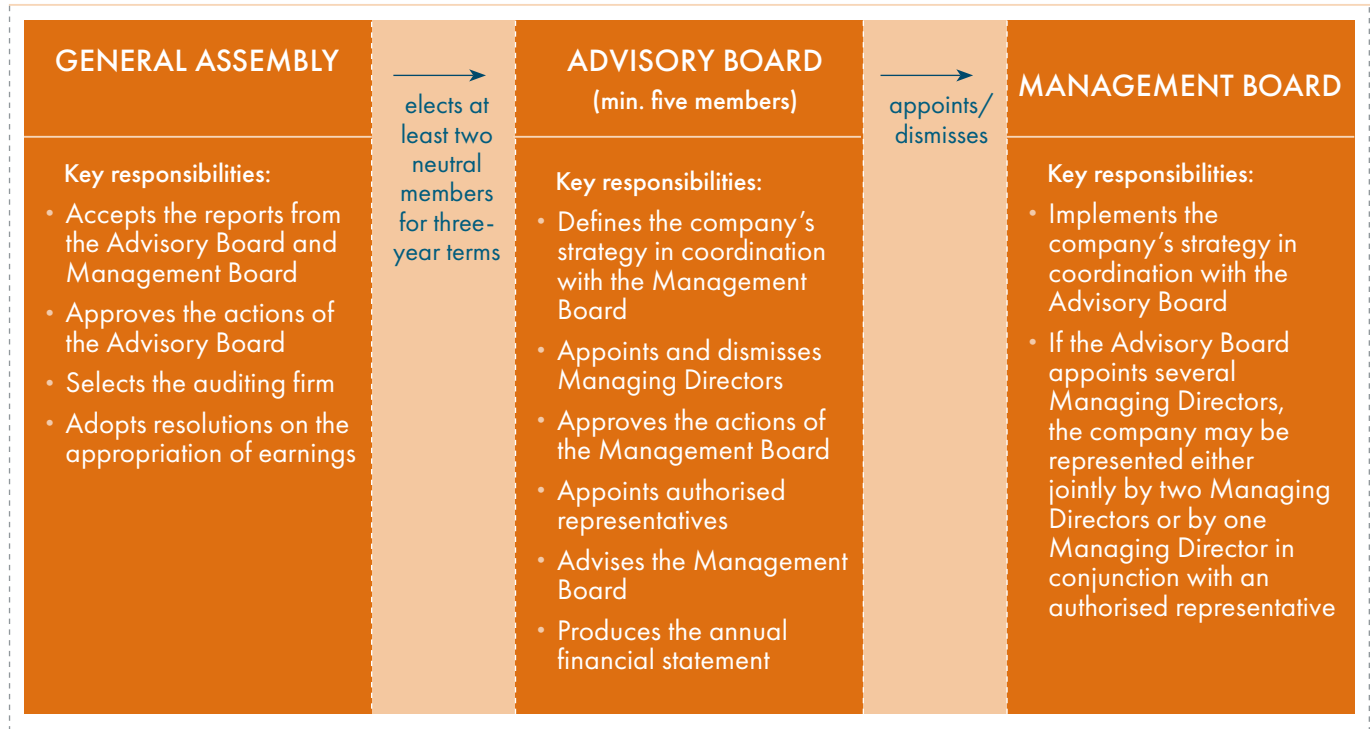 GENERAL ASSEMBLY
Key responsibilities:
• Accepts the reports from
the Advisory Board and
Management Board
• Approves the actions of
the Advisory Board
• Selects the auditing firm
• Adopts resolutions on the
appropriation of earnings
elects at
least two
neutral
members
for three-
year terms
ADVISORY BOARD
(min. five members)
Key responsibilities:
• Defines the company’s
strategy in coordination
with the Management
Board
• Appoints and dismisses
Managing Directors
• Approves the actions of
the Management Board
• Appoints authorised
representatives
• Advises the Management
Board
• Produces the annual
financial statement
appoints/
dismisses
MANAGEMENT BOARD
Key responsibilities:
• Implements the
company’s strategy in
coordination with the
Advisory Board
• If the Advisory Board
appoints several
Managing Directors,
the company may be
represented either
jointly by two Managing
Directors or by one
Managing Director in
conjunction with an
authorised representative